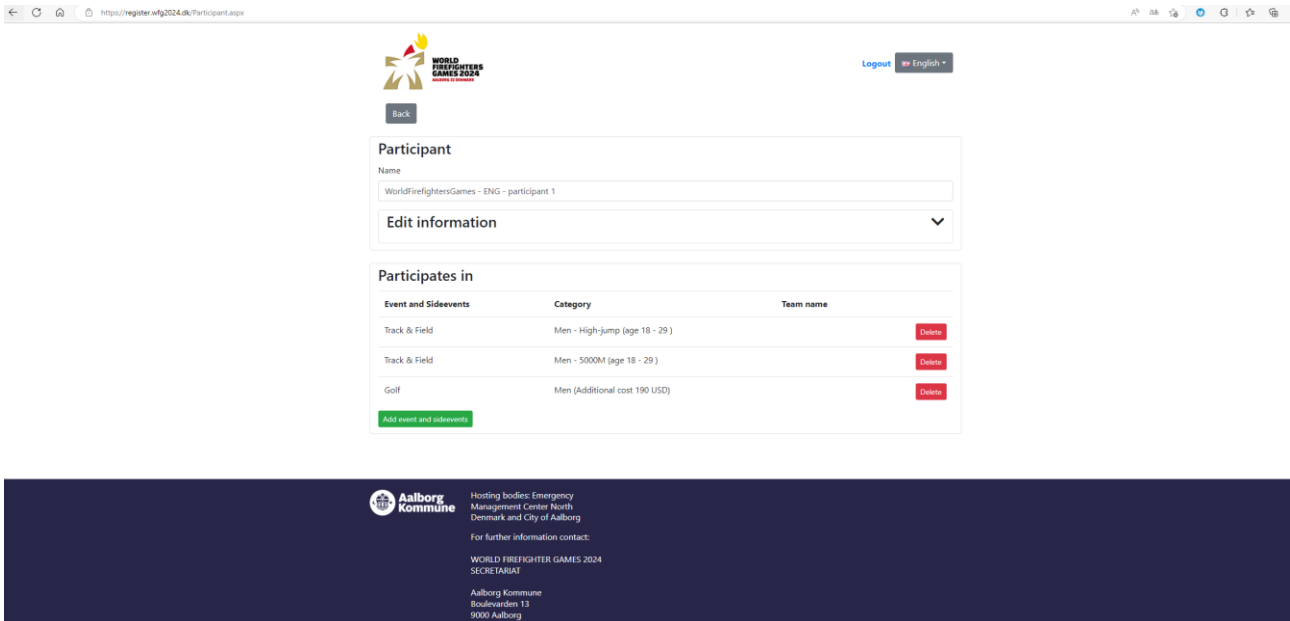 https://register.wfg2024.dk/Participant.aspx
WORLD
FIREFIGHTERS
GAMES 2024
AALBORG IN DENMARK
Logout
English
Back
Participant
Name
WorldFirefightersGames - ENG - participant 1
Edit information
Participates in
Event and Sideevents Category Team name
Track & Field Men - High-jump (age 18 - 29 ) Delete
Track & Field Men - 5000M (age 18 - 29 ) Delete
Golf Men (Additional cost 190 USD) Delete
Add event and sideevents
Aalborg
Kommune
Hosting bodies: Emergency
Management Center North
Denmark and City of Aalborg
For further information contact:
WORLD FIREFIGHTER GAMES 2024
SECRETARIAT
Aalborg Kommune
Boulevarden 13
9000 Aalborg